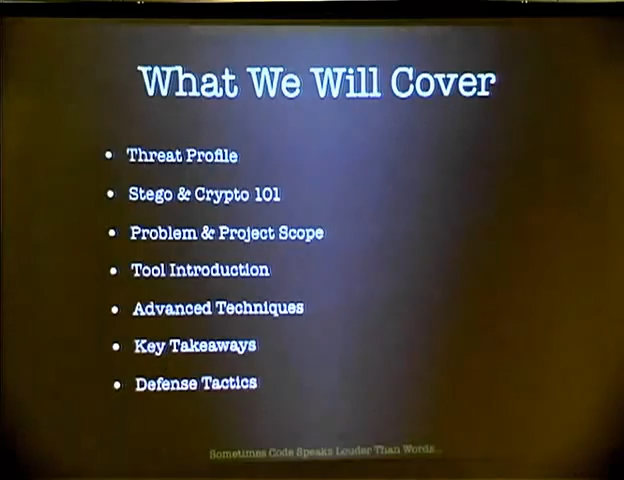 What We Will Cover
• Threat Profile
• Stego & Crypto 101
• Problem & Project Scope
• Tool Introduction
• Advanced Techniques
• Key Takeaways
• Defense Tactics
Sometimes Code Speaks Louder Than Words...